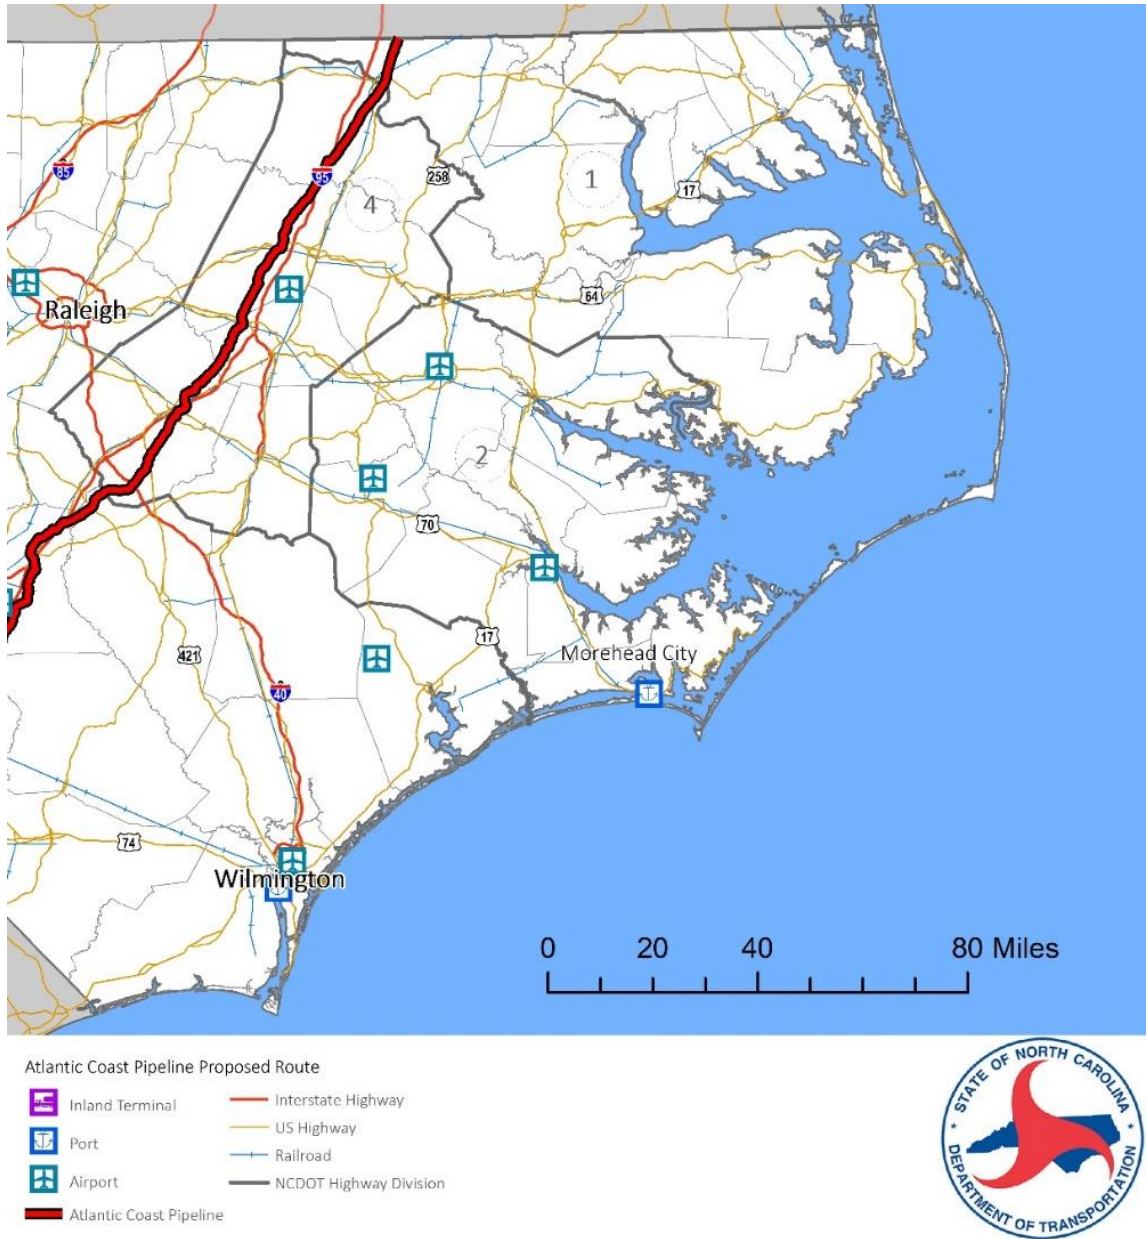 85
95
4
258
1
17
Raleigh
64
2
70
17
Morehead City
421
40
74
Wilmington
0 20 40 80 Miles
Atlantic Coast Pipeline Proposed Route
Inland Terminal
Port
Airport
Atlantic Coast Pipeline
Interstate Highway
US Highway
Railroad
NCDOT Highway Division
STATE OF NORTH CAROLINA
DEPARTMENT OF TRANSPORTATION